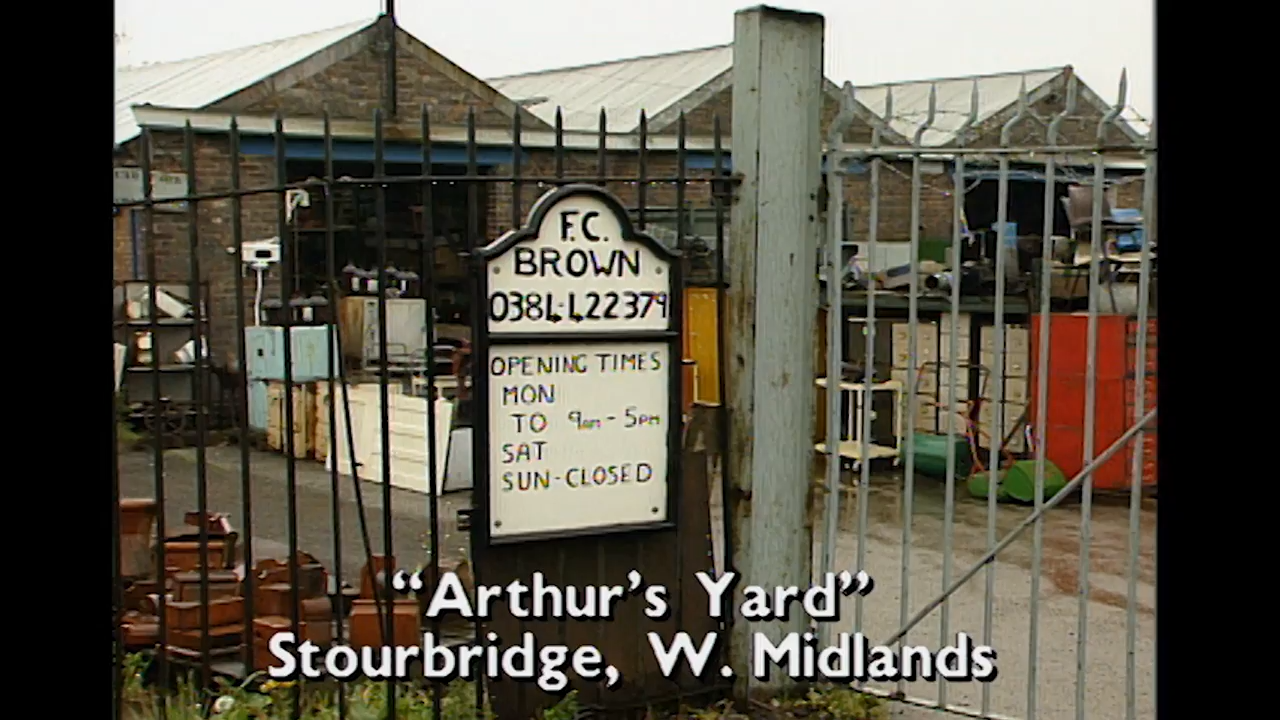 F.C.
BROWN
0384-422379
OPENING TIMES
MON
TO 9AM-5PM
SAT
SUN-CLOSED
“Arthur’s Yard”
Stourbridge, W. Midlands